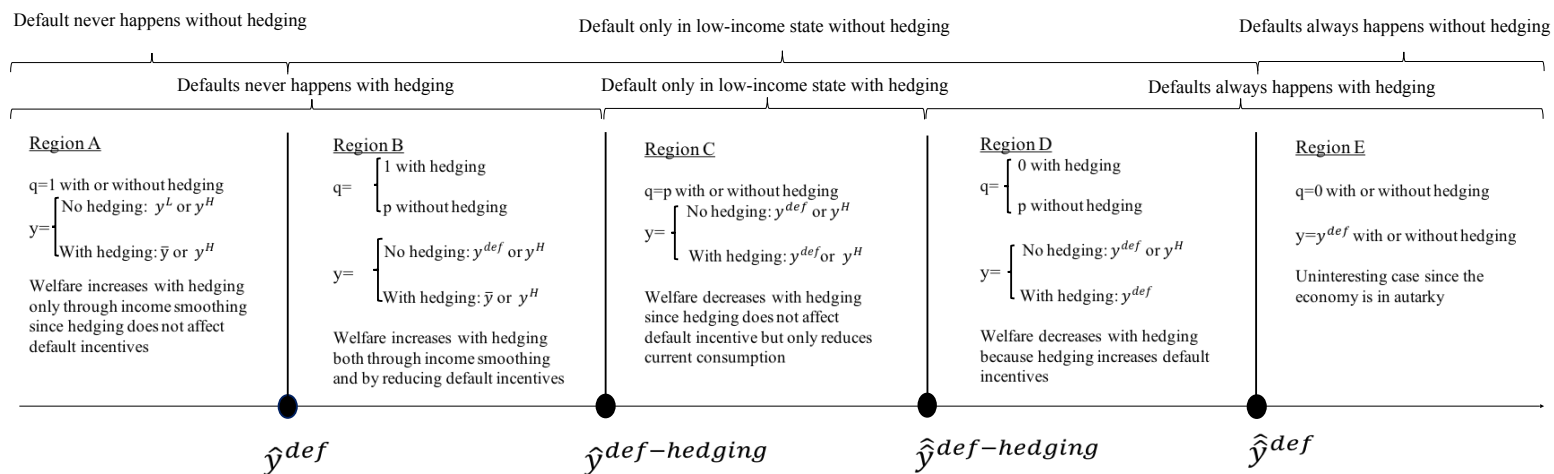 Default never happens without hedging
Default only in low-income state without hedging
Defaults always happens without hedging
Defaults never happens with hedging
Default only in low-income state with hedging
Defaults always happens with hedging
Region A
q=1 with or without hedging
y=
No hedging: y^L or y^H
With hedging: ȳ or y^H
Welfare increases with hedging
only through income smoothing
since hedging does not affect
default incentives
Region B
q=
1 with hedging
p without hedging
y=
No hedging: y^def or y^H
With hedging: ȳ or y^H
Welfare increases with hedging
both through income smoothing
and by reducing default incentives
Region C
q=p with or without hedging
y=
No hedging: y^def or y^H
With hedging: y^def or y^H
Welfare decreases with hedging
since hedging does not affect
default incentive but only reduces
current consumption
Region D
q=
0 with hedging
p without hedging
y=
No hedging: y^def or y^H
With hedging: y^def
Welfare decreases with hedging
because hedging increases default
incentives
Region E
q=0 with or without hedging
y=y^def with or without hedging
Uninteresting case since the
economy is in autarky
ŷ^def
ŷ^def−hedging
ŷ̂^def−hedging
ŷ̂^def